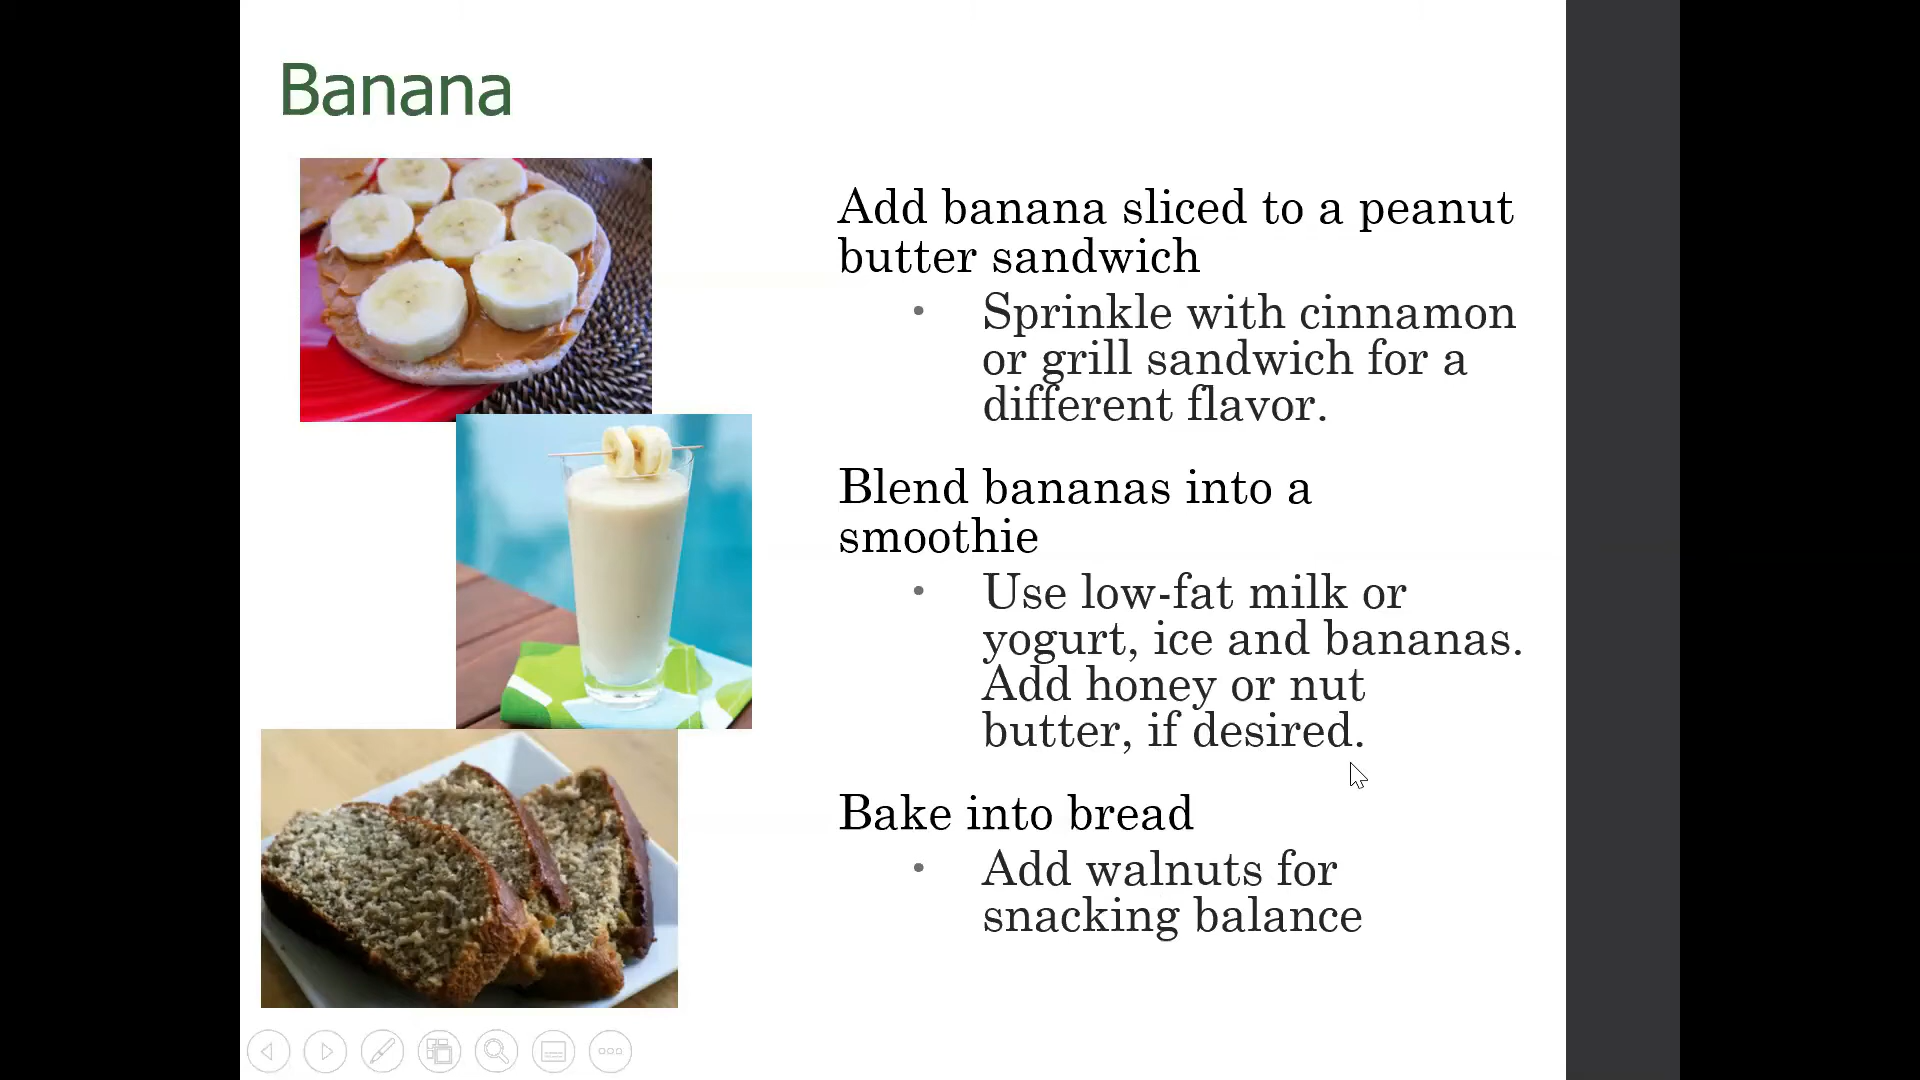 Banana
Add banana sliced to a peanut
butter sandwich
• Sprinkle with cinnamon
or grill sandwich for a
different flavor.
Blend bananas into a
smoothie
• Use low-fat milk or
yogurt, ice and bananas.
Add honey or nut
butter, if desired.
Bake into bread
• Add walnuts for
snacking balance